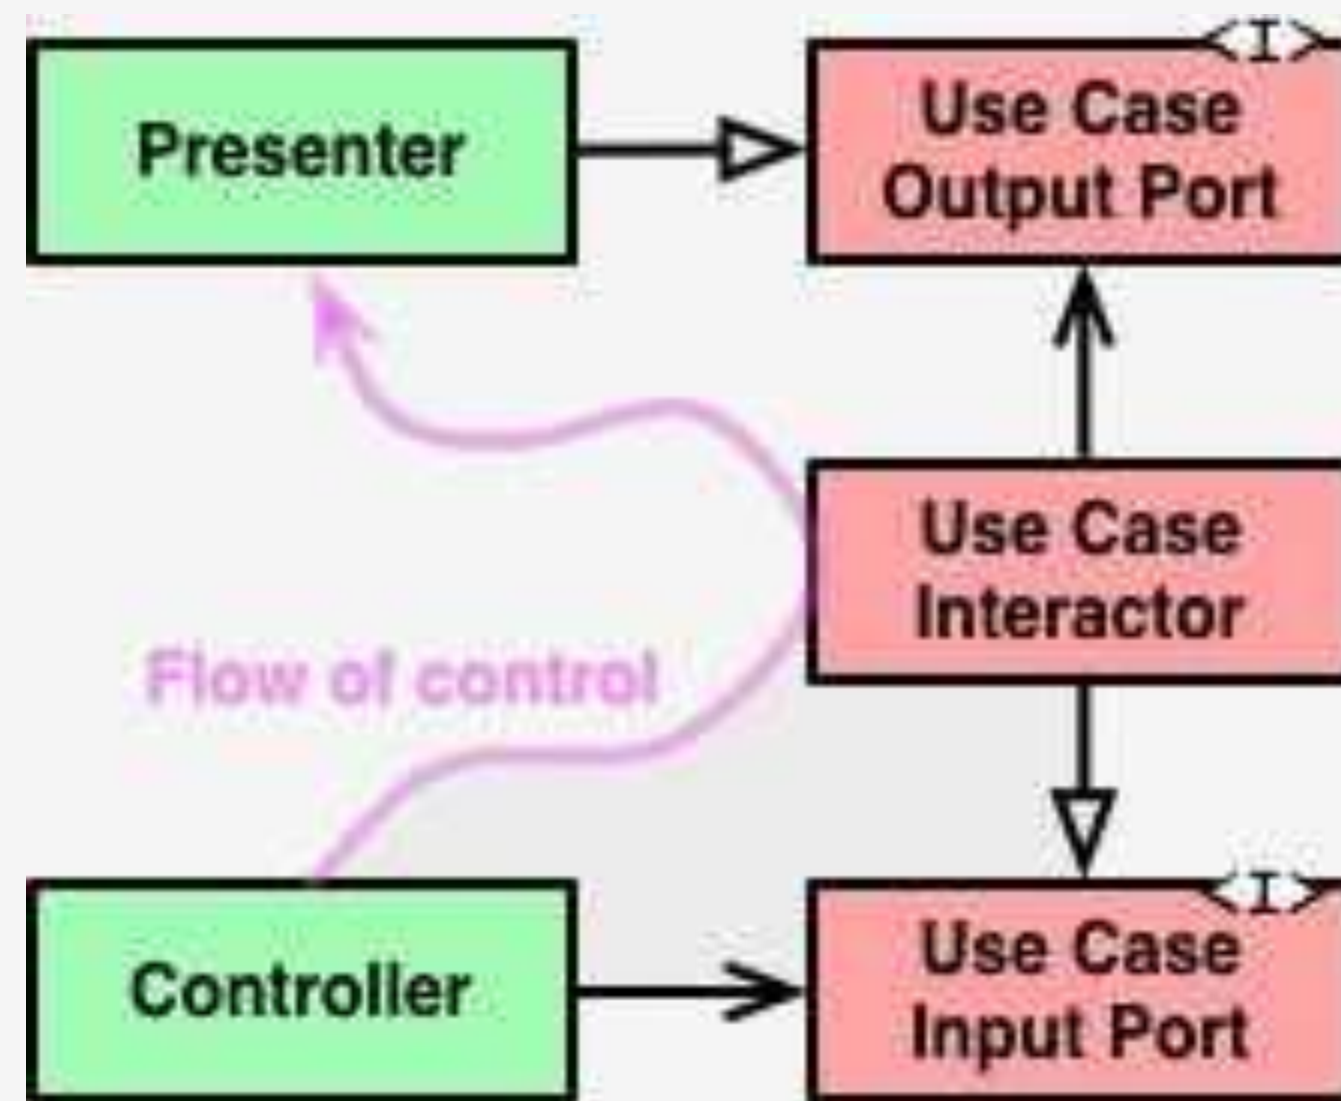 <I>
Presenter
Use Case
Output Port
Use Case
Interactor
Flow of control
<I>
Controller
Use Case
Input Port